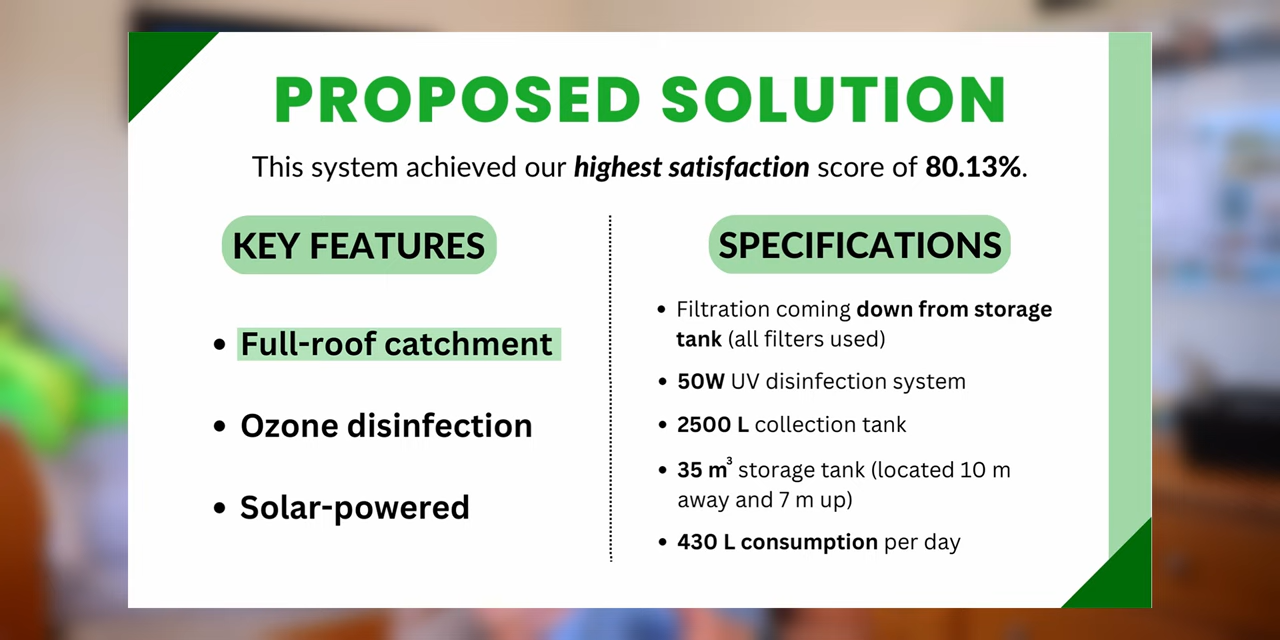 PROPOSED SOLUTION
This system achieved our highest satisfaction score of 80.13%.
KEY FEATURES
• Full-roof catchment
• Ozone disinfection
• Solar-powered
SPECIFICATIONS
• Filtration coming down from storage
tank (all filters used)
• 50W UV disinfection system
• 2500 L collection tank
• 35 m³ storage tank (located 10 m
away and 7 m up)
• 430 L consumption per day